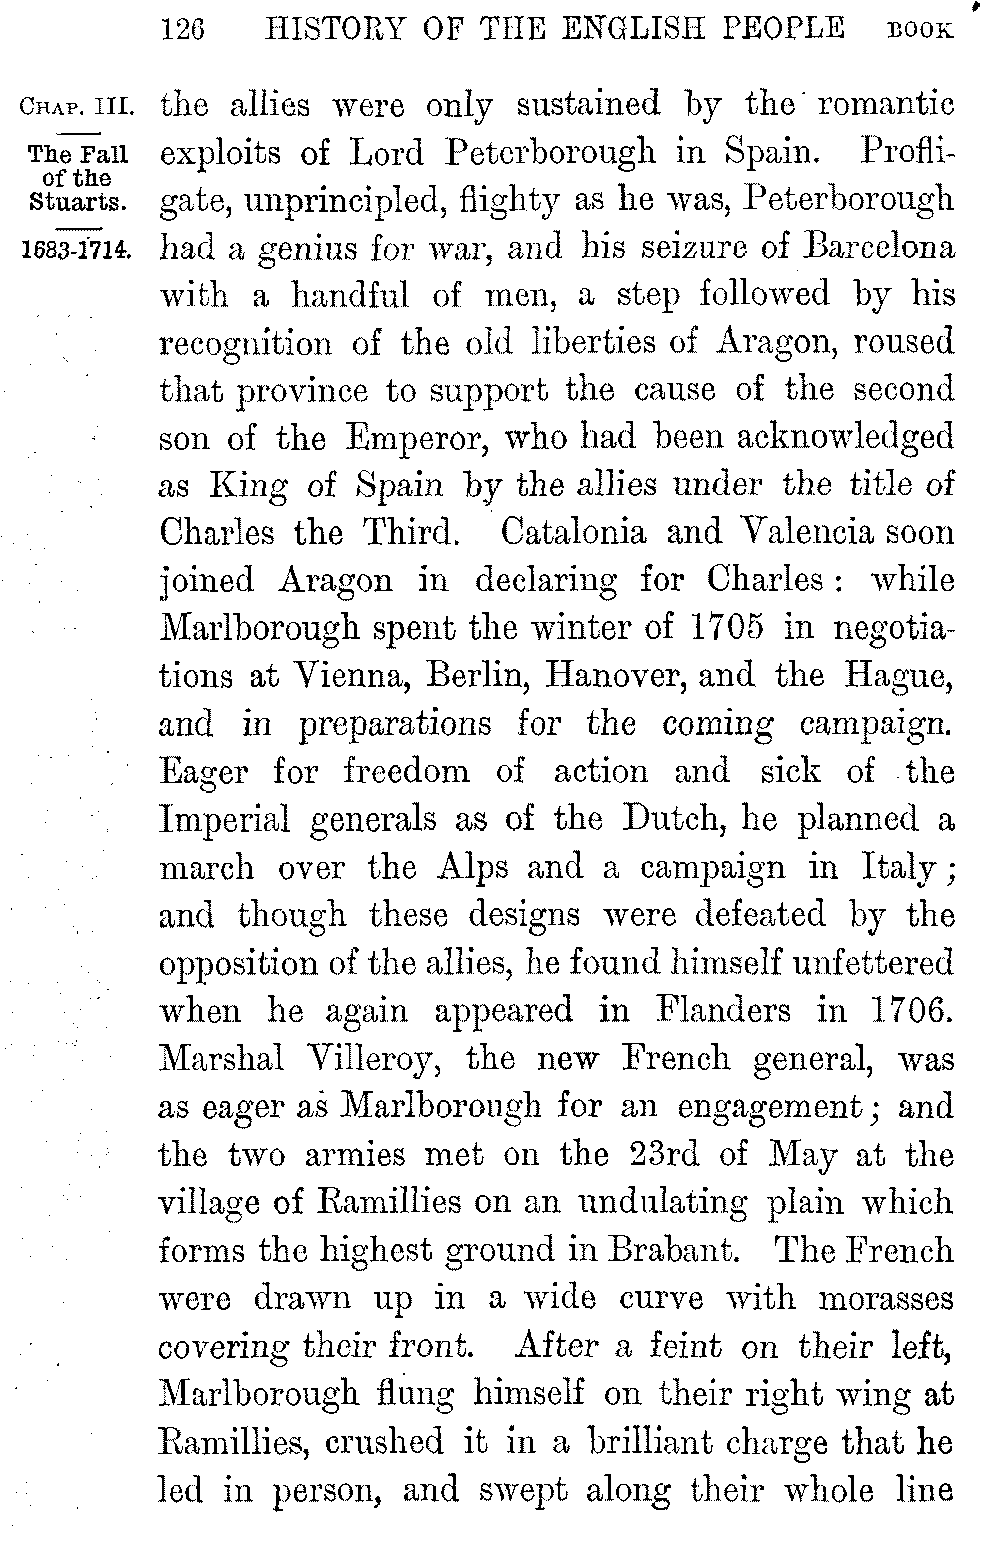 126 HISTORY OF THE ENGLISH PEOPLE BOOK
CHAP. III.
The Fall
of the
Stuarts.
1683-1714.
the allies were only sustained by the romantic
exploits of Lord Peterborough in Spain. Profli-
gate, unprincipled, flighty as he was, Peterborough
had a genius for war, and his seizure of Barcelona
with a handful of men, a step followed by his
recognition of the old liberties of Aragon, roused
that province to support the cause of the second
son of the Emperor, who had been acknowledged
as King of Spain by the allies under the title of
Charles the Third. Catalonia and Valencia soon
joined Aragon in declaring for Charles : while
Marlborough spent the winter of 1705 in negotia-
tions at Vienna, Berlin, Hanover, and the Hague,
and in preparations for the coming campaign.
Eager for freedom of action and sick of the
Imperial generals as of the Dutch, he planned a
march over the Alps and a campaign in Italy ;
and though these designs were defeated by the
opposition of the allies, he found himself unfettered
when he again appeared in Flanders in 1706.
Marshal Villeroy, the new French general, was
as eager as Marlborough for an engagement ; and
the two armies met on the 23rd of May at the
village of Ramillies on an undulating plain which
forms the highest ground in Brabant. The French
were drawn up in a wide curve with morasses
covering their front. After a feint on their left,
Marlborough flung himself on their right wing at
Ramillies, crushed it in a brilliant charge that he
led in person, and swept along their whole line